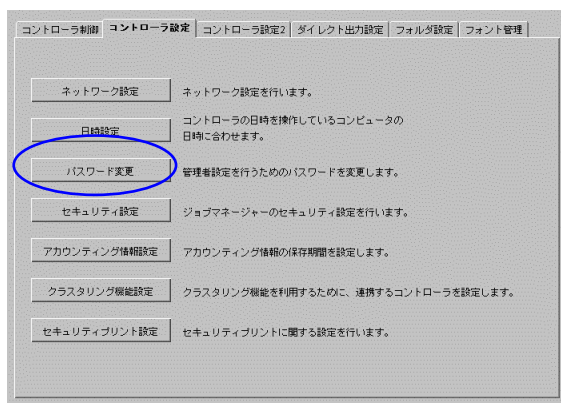 コントローラ制御 コントローラ設定 コントローラ設定2 ダイレクト出力設定 フォルダ設定 フォント管理
ネットワーク設定 ネットワーク設定を行います。
日時設定 コントローラの日時を操作しているコンピュータの
日時に合わせます。
パスワード変更 管理者設定を行うためのパスワードを変更します。
セキュリティ設定 ジョブマネージャーのセキュリティ設定を行います。
アカウンティング情報設定 アカウンティング情報の保存期間を設定します。
クラスタリング機能設定 クラスタリング機能を利用するために、連携するコントローラを設定します。
セキュリティプリント設定 セキュリティプリントに関する設定を行います。